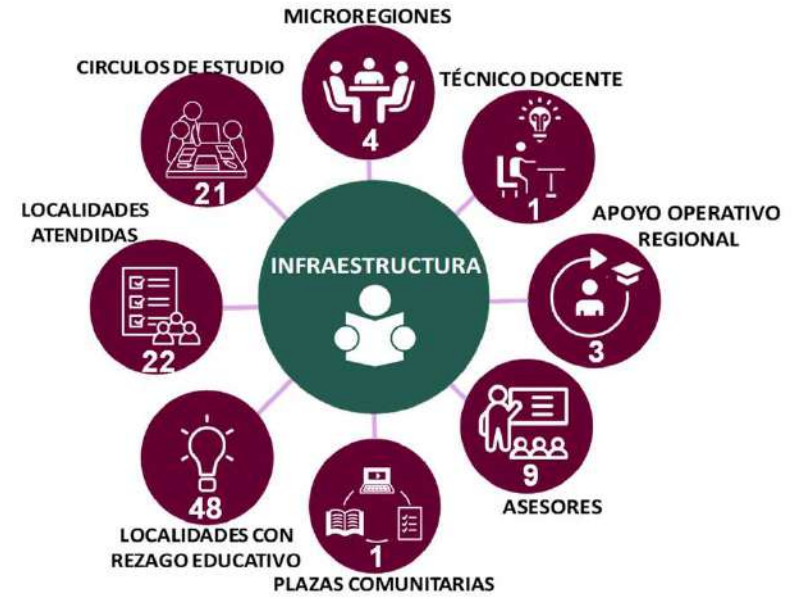 MICROREGIONES
4
TÉCNICO DOCENTE
1
APOYO OPERATIVO
REGIONAL
3
9
ASESORES
1
PLAZAS COMUNITARIAS
48
LOCALIDADES CON
REZAGO EDUCATIVO
LOCALIDADES
ATENDIDAS
22
CIRCULOS DE ESTUDIO
21
INFRAESTRUCTURA